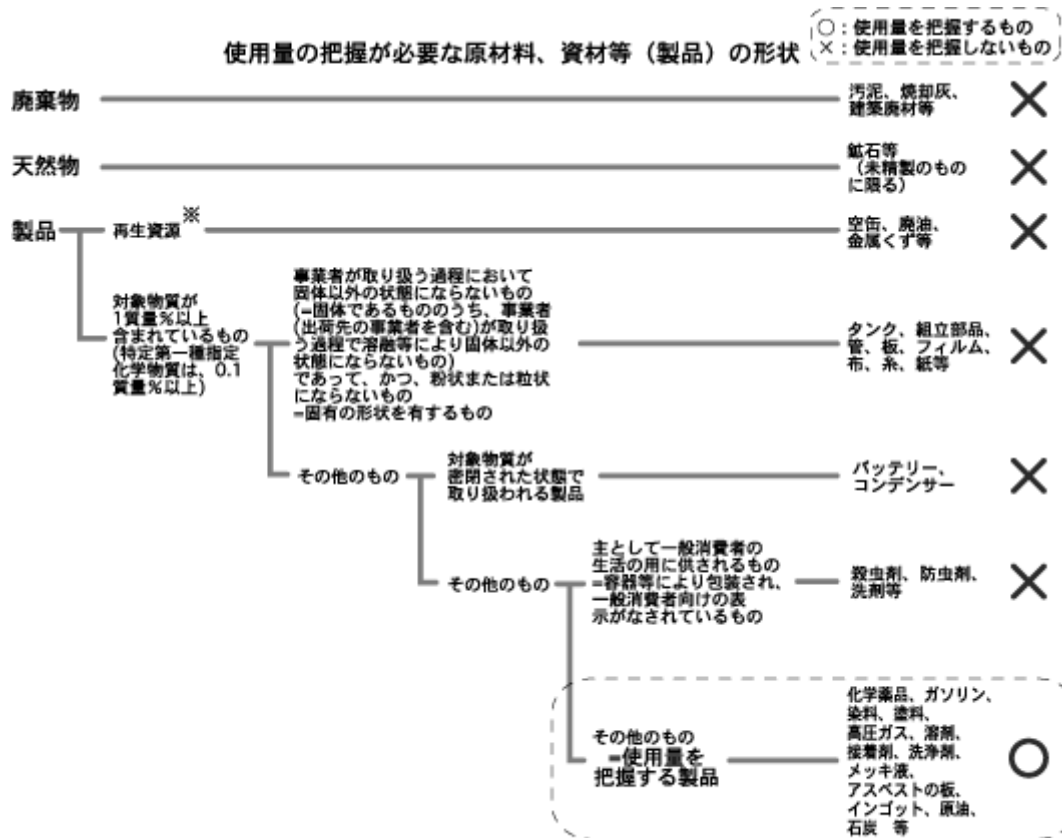 ○：使用量を把握するもの
×：使用量を把握しないもの
使用量の把握が必要な原材料、資材等（製品）の形状
廃棄物
汚泥、焼却灰、
建築廃材等
×
天然物
鉱石等
（未精製のもの
に限る）
×
製品
再生資源※
空缶、廃油、
金属くず等
×
対象物質が
1質量％以上
含まれているもの
(特定第一種指定
化学物質は、0.1
質量％以上)
事業者が取り扱う過程において
固体以外の状態にならないもの
(=固体であるもののうち、事業者
(出荷先の事業者を含む)が取り扱
う過程で溶融等により固体以外の
状態にならないもの)
であって、かつ、粉状または粒状
にならないもの
=固有の形状を有するもの
タンク、組立部品、
管、板、フィルム、
布、糸、紙等
×
その他のもの
対象物質が
密閉された状態で
取り扱われる製品
バッテリー、
コンデンサー
×
その他のもの
主として一般消費者の
生活の用に供されるもの
=容器等により包装され、
一般消費者向けの表
示がなされているもの
殺虫剤、防虫剤、
洗剤等
×
その他のもの
=使用量を
把握する製品
化学薬品、ガソリン、
染料、塗料、
高圧ガス、溶剤、
接着剤、洗浄剤、
メッキ液、
アスベストの板、
インゴット、原油、
石炭　等
○